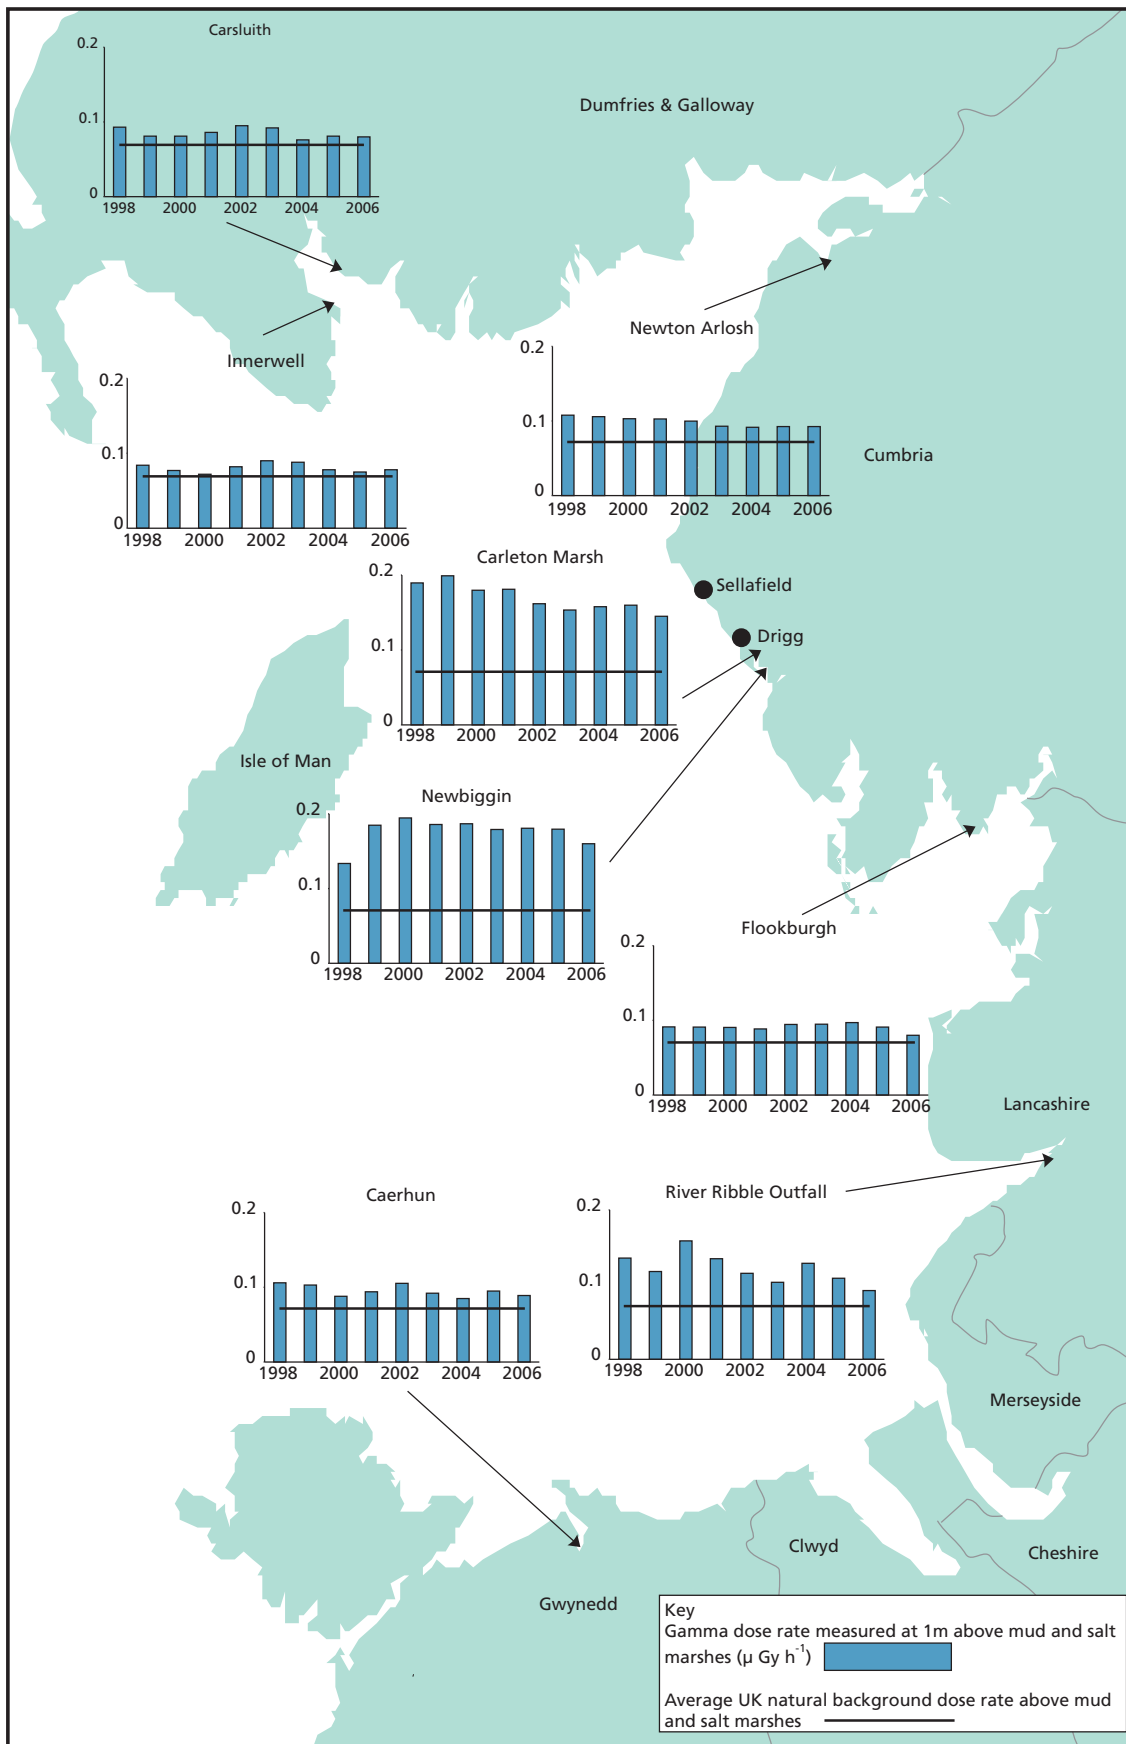 Carsluith
0.2
0.1
0
1998 2000 2002 2004 2006
Dumfries & Galloway
Newton Arlosh
Innerwell
0.2
0.1
0
1998 2000 2002 2004 2006
0.2
0.1
0
1998 2000 2002 2004 2006
Cumbria
Carleton Marsh
0.2
0.1
0
1998 2000 2002 2004 2006
Sellafield
Drigg
Isle of Man
Newbiggin
0.2
0.1
0
1998 2000 2002 2004 2006
Flookburgh
0.2
0.1
0
1998 2000 2002 2004 2006
Lancashire
Caerhun
0.2
0.1
0
1998 2000 2002 2004 2006
River Ribble Outfall
0.2
0.1
0
1998 2000 2002 2004 2006
Merseyside
Clwyd
Cheshire
Gwynedd
Key
Gamma dose rate measured at 1m above mud and salt
marshes (µ Gy h⁻¹)
Average UK natural background dose rate above mud
and salt marshes